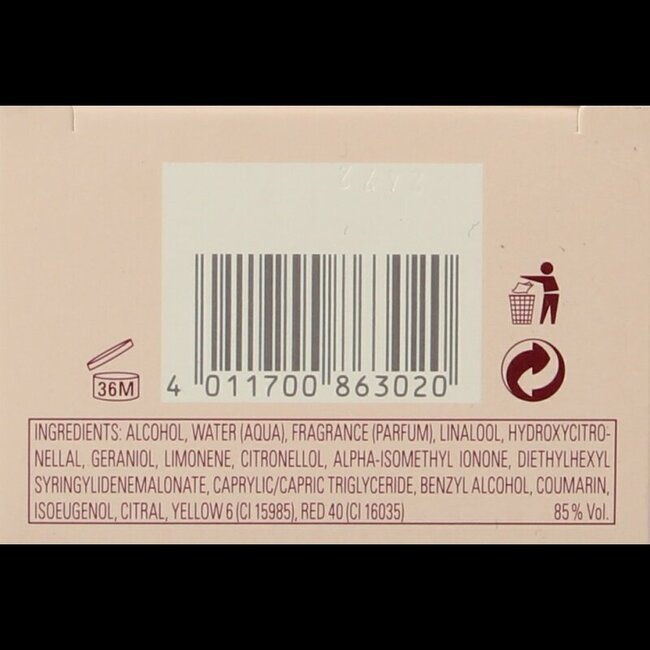 3673
36M
4 011700 863020
INGREDIENTS: ALCOHOL, WATER (AQUA), FRAGRANCE (PARFUM), LINALOOL, HYDROXYCITRO-
NELLAL, GERANIOL, LIMONENE, CITRONELLOL, ALPHA-ISOMETHYL IONONE, DIETHYLHEXYL
SYRINGYLIDENEMALONATE, CAPRYLIC/CAPRIC TRIGLYCERIDE, BENZYL ALCOHOL, COUMARIN,
ISOEUGENOL, CITRAL, YELLOW 6 (CI 15985), RED 40 (CI 16035) 85% Vol.